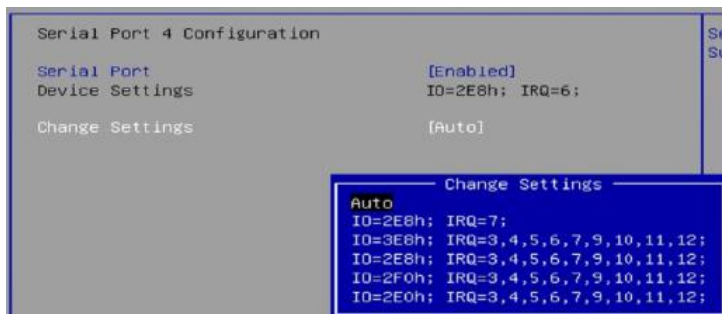 Serial Port 4 Configuration
Serial Port [Enabled]
Device Settings IO=2E8h; IRQ=6;
Change Settings [Auto]
Change Settings
Auto
IO=2E8h; IRQ=7;
IO=3E8h; IRQ=3,4,5,6,7,9,10,11,12;
IO=2E8h; IRQ=3,4,5,6,7,9,10,11,12;
IO=2F0h; IRQ=3,4,5,6,7,9,10,11,12;
IO=2E0h; IRQ=3,4,5,6,7,9,10,11,12;